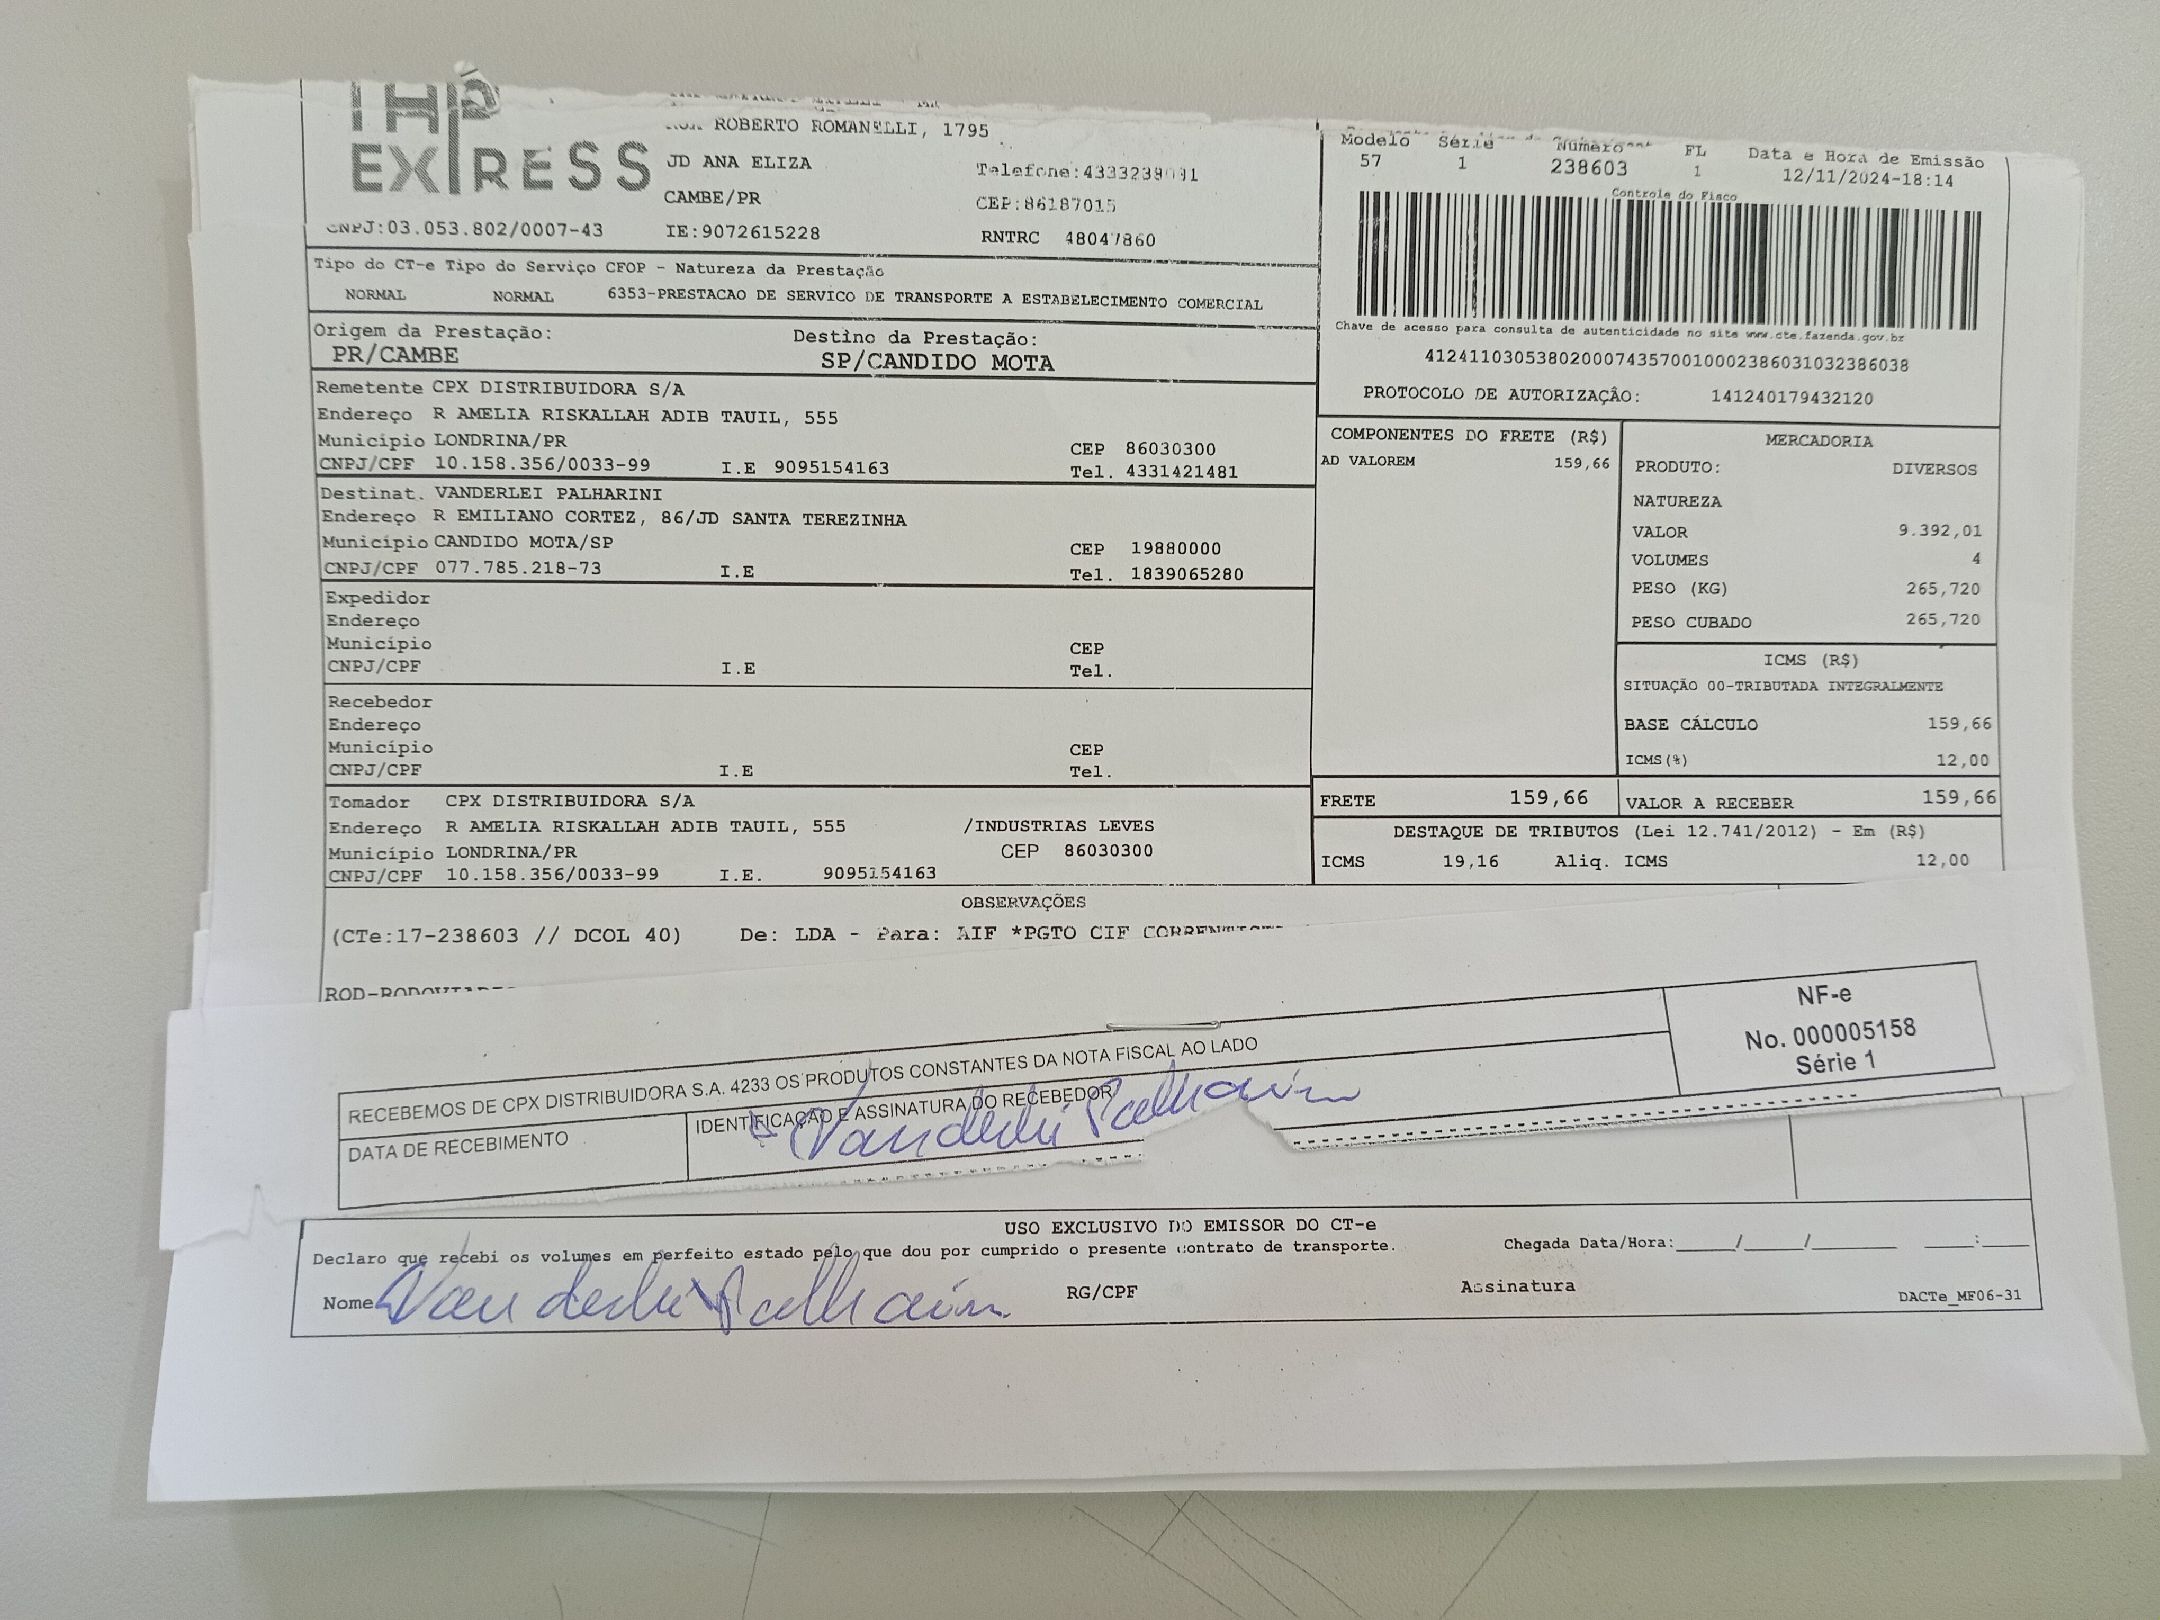 THP
EXPRESS
ROBERTO ROMANELLI, 1795
JD ANA ELIZA
CAMBE/PR
CEP:86187015
CNPJ:03.053.802/0007-43
IE:9072615228
RNTRC 48047860
Modelo Série Número FL Data e Hora de Emissão
57 1 238603 1 12/11/2024-18:14
Controle do Fisco
Chave de acesso para consulta de autenticidade no site www.cte.fazenda.gov.br
41241103053802000743570010002386031032386038
PROTOCOLO DE AUTORIZAÇÃO: 141240179432120
Tipo do CT-e Tipo do Serviço CFOP - Natureza da Prestação
NORMAL NORMAL 6353-PRESTACAO DE SERVICO DE TRANSPORTE A ESTABELECIMENTO COMERCIAL
Origem da Prestação: Destino da Prestação:
PR/CAMBE SP/CANDIDO MOTA
Remetente CPX DISTRIBUIDORA S/A
Endereço R AMELIA RISKALLAH ADIB TAUIL, 555
Município LONDRINA/PR CEP 86030300
CNPJ/CPF 10.158.356/0033-99 I.E 9095154163 Tel. 4331421481
Destinat. VANDERLEI PALHARINI
Endereço R EMILIANO CORTEZ, 86/JD SANTA TEREZINHA
Município CANDIDO MOTA/SP CEP 19880000
CNPJ/CPF 077.785.218-73 I.E Tel. 1839065280
Expedidor
Endereço
Município CEP
CNPJ/CPF I.E Tel.
Recebedor
Endereço
Município CEP
CNPJ/CPF I.E Tel.
Tomador CPX DISTRIBUIDORA S/A
Endereço R AMELIA RISKALLAH ADIB TAUIL, 555 /INDUSTRIAS LEVES
Município LONDRINA/PR CEP 86030300
CNPJ/CPF 10.158.356/0033-99 I.E. 9095154163
COMPONENTES DO FRETE (R$)
AD VALOREM 159,66
MERCADORIA
PRODUTO: DIVERSOS
NATUREZA
VALOR 9.392,01
VOLUMES 4
PESO (KG) 265,720
PESO CUBADO 265,720
ICMS (R$)
SITUAÇÃO 00-TRIBUTADA INTEGRALMENTE
BASE CÁLCULO 159,66
ICMS(%) 12,00
FRETE 159,66 VALOR A RECEBER 159,66
DESTAQUE DE TRIBUTOS (Lei 12.741/2012) - Em (R$)
ICMS 19,16 Aliq. ICMS 12,00
OBSERVAÇÕES
(CTe:17-238603 // DCOL 40) De: LDA - Para: AIF *PGTO CIF
NF-e
No. 000005158
Série 1
RECEBEMOS DE CPX DISTRIBUIDORA S.A. 4233 OS PRODUTOS CONSTANTES DA NOTA FISCAL AO LADO
DATA DE RECEBIMENTO
IDENTIFICAÇÃO E ASSINATURA DO RECEBEDOR
Vanderlei Palharini
USO EXCLUSIVO DO EMISSOR DO CT-e
Declaro que recebi os volumes em perfeito estado pelo que dou por cumprido o presente contrato de transporte.
Chegada Data/Hora:____/____/______ ____:____
Nome Vanderlei Palharini RG/CPF Assinatura
DACTe_MF06-31